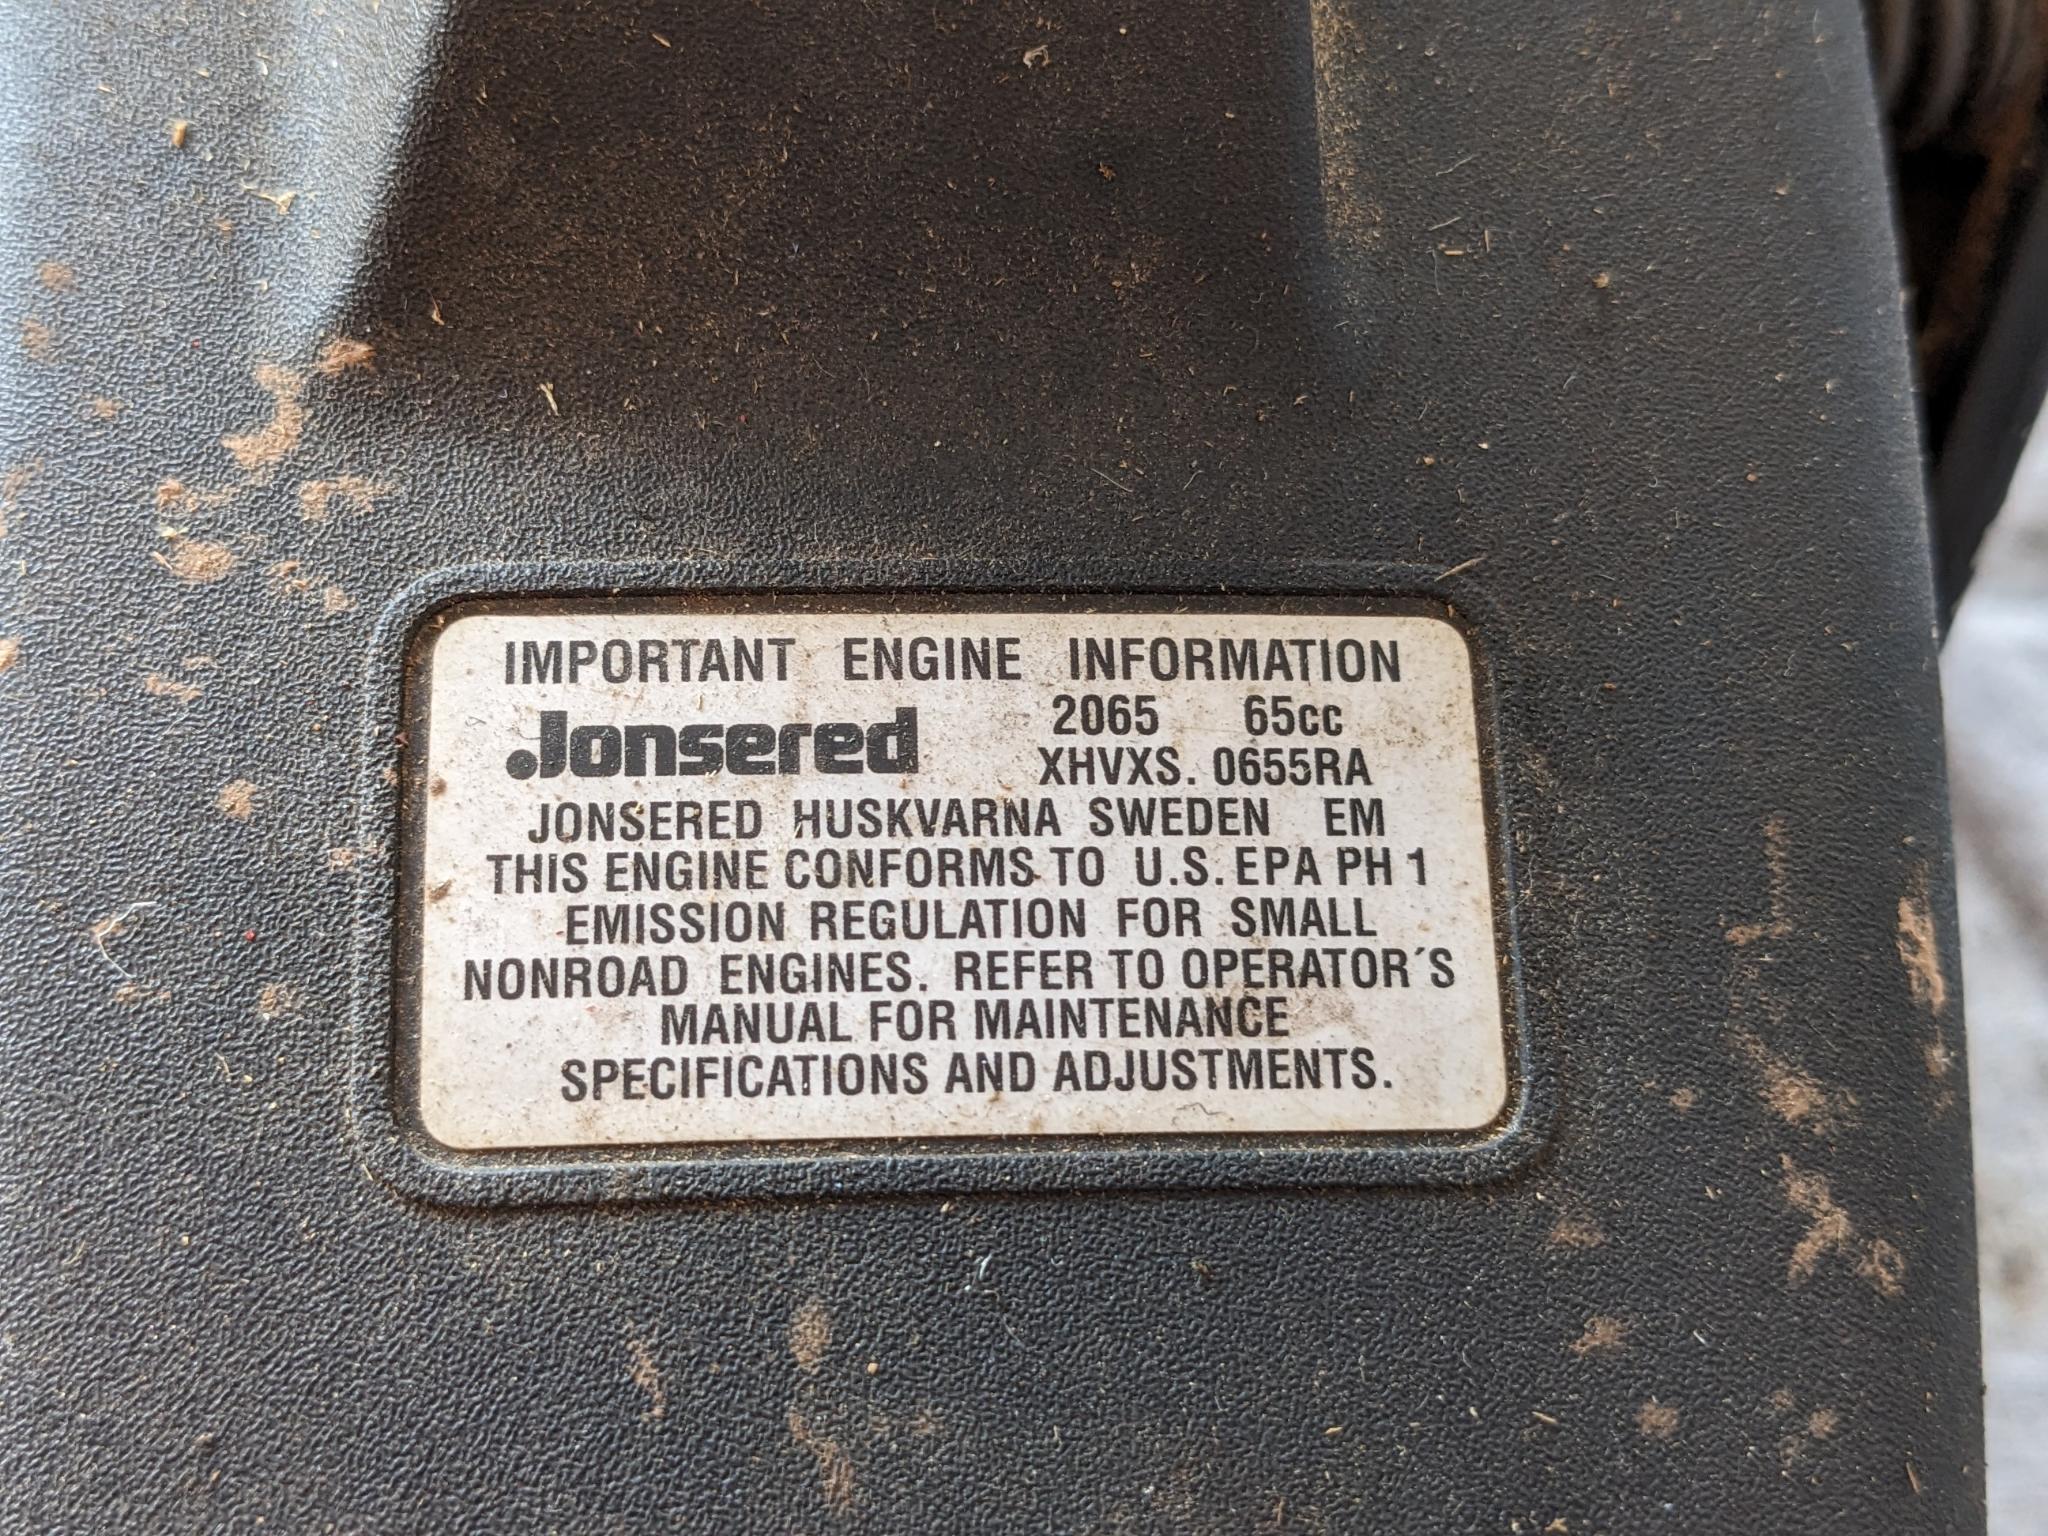 IMPORTANT ENGINE INFORMATION
Jonsered 2065 65cc
XHVXS. 0655RA
JONSERED HUSKVARNA SWEDEN EM
THIS ENGINE CONFORMS TO U.S. EPA PH 1
EMISSION REGULATION FOR SMALL
NONROAD ENGINES. REFER TO OPERATOR´S
MANUAL FOR MAINTENANCE
SPECIFICATIONS AND ADJUSTMENTS.